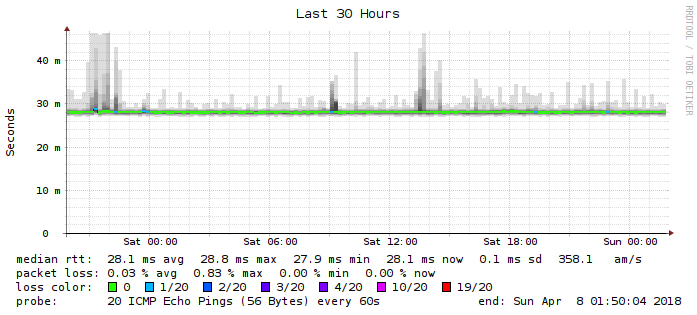 Last 30 Hours
RRDTOOL / TOBI OETIKER
Seconds
40 m
30 m
20 m
10 m
0
Sat 00:00 Sat 06:00 Sat 12:00 Sat 18:00 Sun 00:00
median rtt: 28.1 ms avg 28.8 ms max 27.9 ms min 28.1 ms now 0.1 ms sd 358.1 am/s
packet loss: 0.03 % avg 0.83 % max 0.00 % min 0.00 % now
loss color: 0 1/20 2/20 3/20 4/20 10/20 19/20
probe: 20 ICMP Echo Pings (56 Bytes) every 60s end: Sun Apr 8 01:50:04 2018